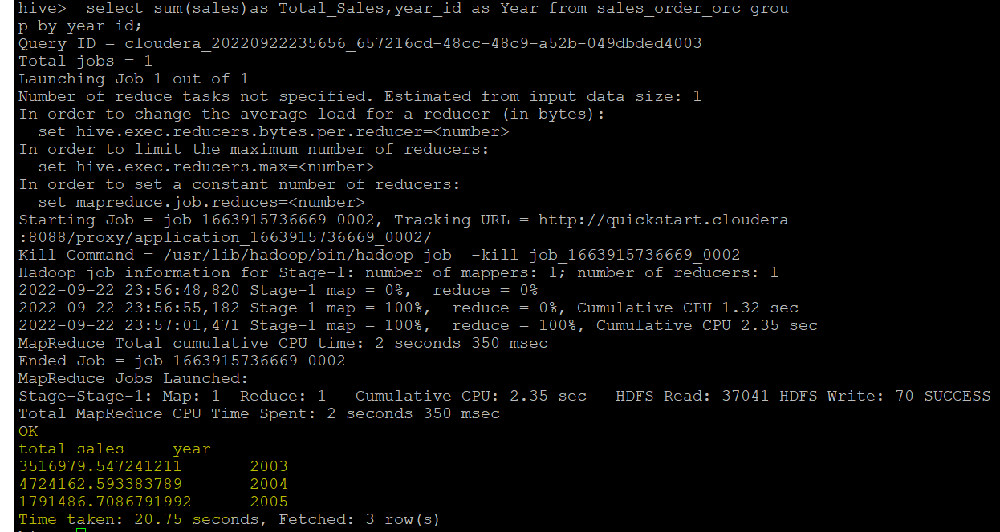 hive>  select sum(sales)as Total_Sales,year_id as Year from sales_order_orc grou
p by year_id;
Query ID = cloudera_20220922235656_657216cd-48cc-48c9-a52b-049dbded4003
Total jobs = 1
Launching Job 1 out of 1
Number of reduce tasks not specified. Estimated from input data size: 1
In order to change the average load for a reducer (in bytes):
  set hive.exec.reducers.bytes.per.reducer=<number>
In order to limit the maximum number of reducers:
  set hive.exec.reducers.max=<number>
In order to set a constant number of reducers:
  set mapreduce.job.reduces=<number>
Starting Job = job_1663915736669_0002, Tracking URL = http://quickstart.cloudera
:8088/proxy/application_1663915736669_0002/
Kill Command = /usr/lib/hadoop/bin/hadoop job  -kill job_1663915736669_0002
Hadoop job information for Stage-1: number of mappers: 1; number of reducers: 1
2022-09-22 23:56:48,820 Stage-1 map = 0%,  reduce = 0%
2022-09-22 23:56:55,182 Stage-1 map = 100%,  reduce = 0%, Cumulative CPU 1.32 sec
2022-09-22 23:57:01,471 Stage-1 map = 100%,  reduce = 100%, Cumulative CPU 2.35 sec
MapReduce Total cumulative CPU time: 2 seconds 350 msec
Ended Job = job_1663915736669_0002
MapReduce Jobs Launched:
Stage-Stage-1: Map: 1  Reduce: 1   Cumulative CPU: 2.35 sec   HDFS Read: 37041 HDFS Write: 70 SUCCESS
Total MapReduce CPU Time Spent: 2 seconds 350 msec
OK
total_sales     year
3516979.547241211       2003
4724162.593383789       2004
1791486.7086791992      2005
Time taken: 20.75 seconds, Fetched: 3 row(s)